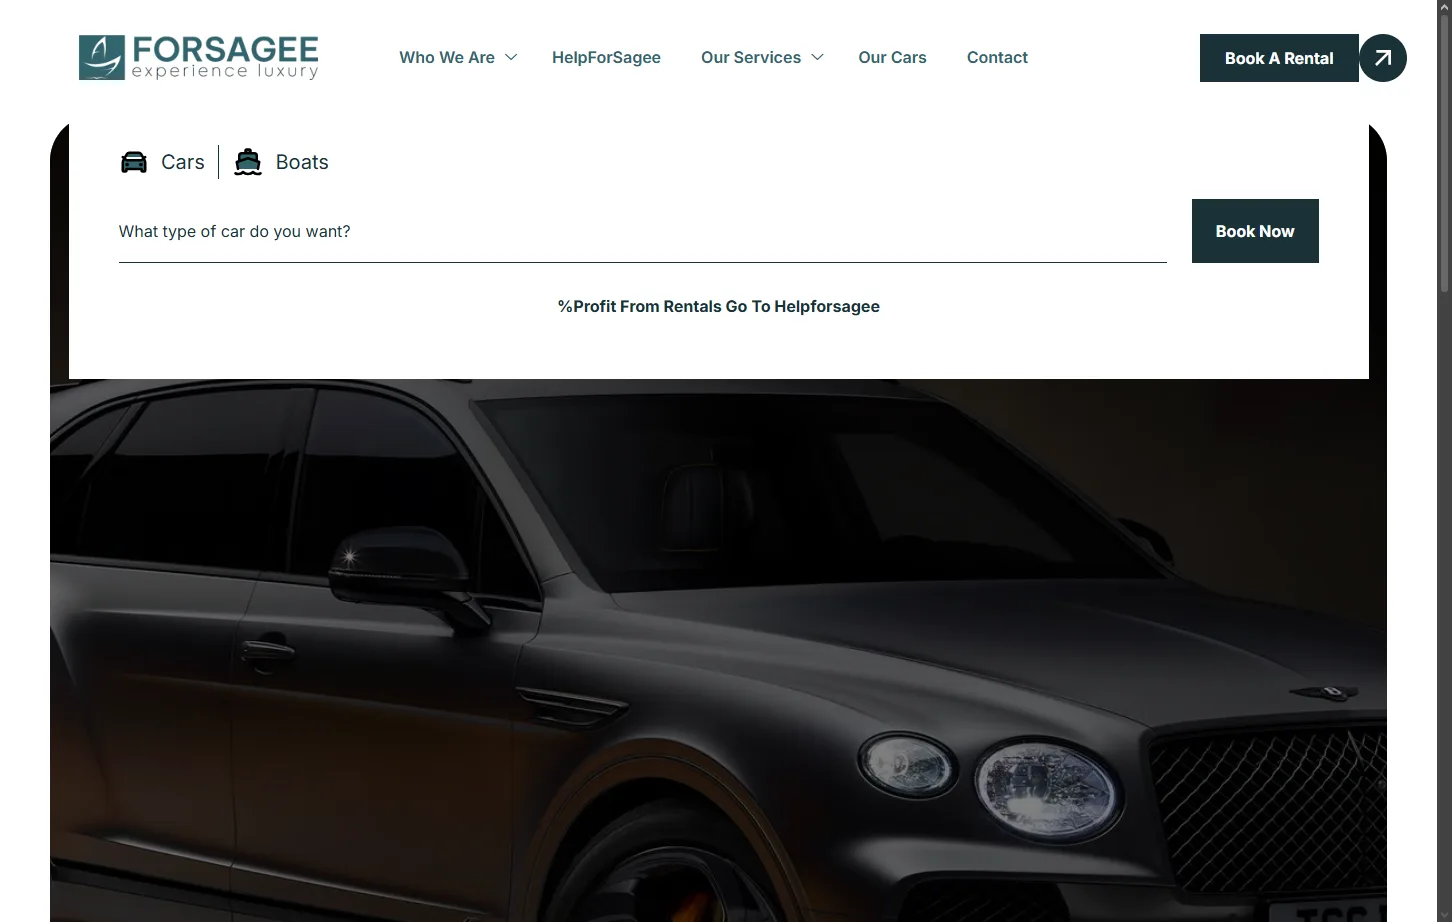 FORSAGEE
experience luxury
Who We Are
HelpForSagee
Our Services
Our Cars
Contact
Book A Rental
Cars
Boats
What type of car do you want?
Book Now
%Profit From Rentals Go To Helpforsagee